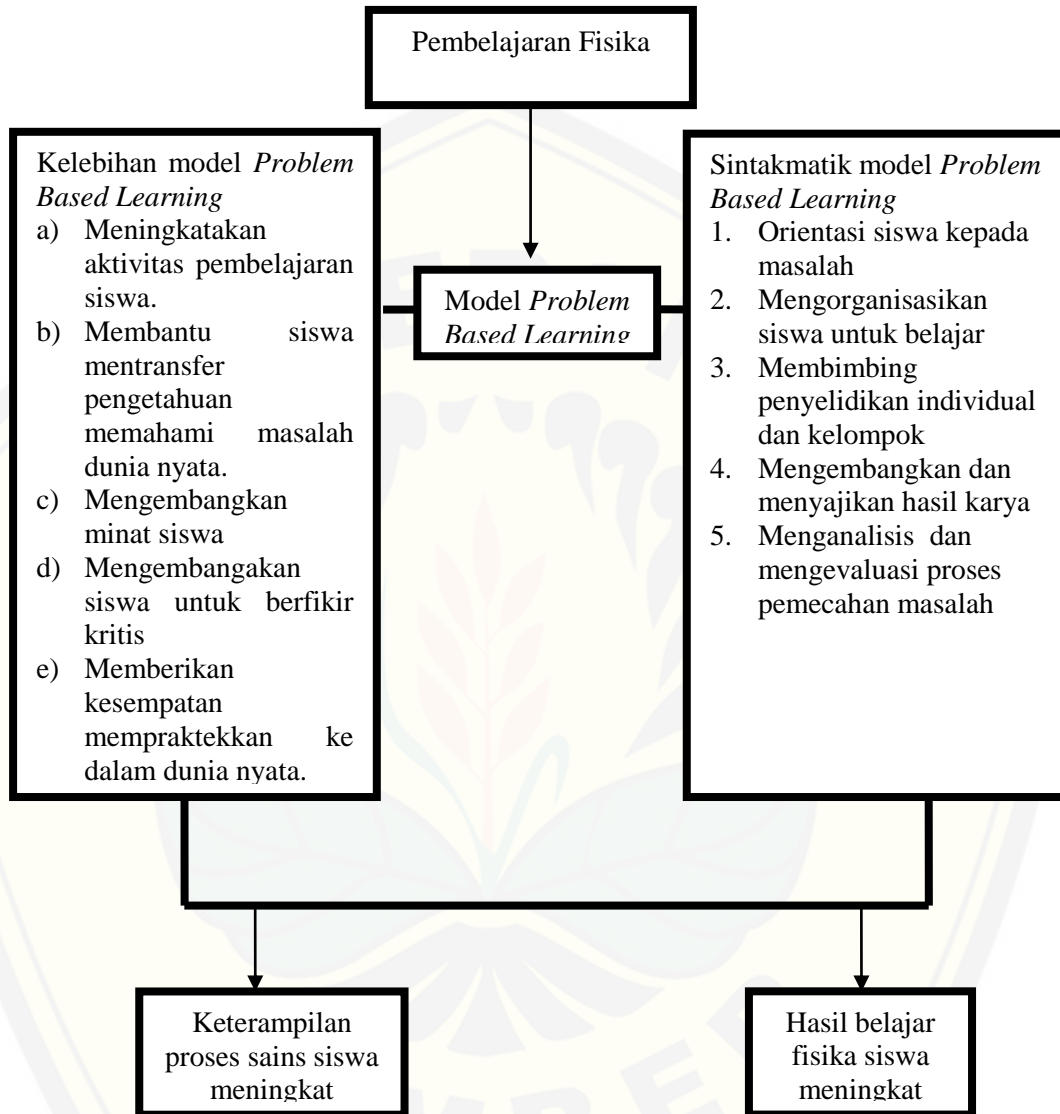 Pembelajaran Fisika
Kelebihan model Problem
Based Learning
a) Meningkatakan
aktivitas pembelajaran
siswa.
b) Membantu siswa
mentransfer
pengetahuan
memahami masalah
dunia nyata.
c) Mengembangkan
minat siswa
d) Mengembangakan
siswa untuk berfikir
kritis
e) Memberikan
kesempatan
mempraktekkan ke
dalam dunia nyata.
Model Problem
Based Learning
Sintakmatik model Problem
Based Learning
1. Orientasi siswa kepada
masalah
2. Mengorganisasikan
siswa untuk belajar
3. Membimbing
penyelidikan individual
dan kelompok
4. Mengembangkan dan
menyajikan hasil karya
5. Menganalisis dan
mengevaluasi proses
pemecahan masalah
Keterampilan
proses sains siswa
meningkat
Hasil belajar
fisika siswa
meningkat